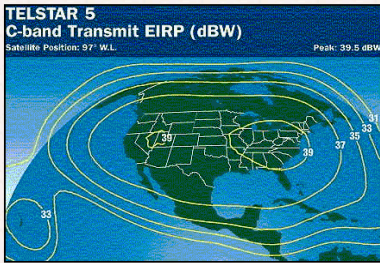 TELSTAR 5
C-band Transmit EIRP (dBW)
Satellite Position: 97° W.L. Peak: 39.5 dBW
31
33
35
37
39
39
33